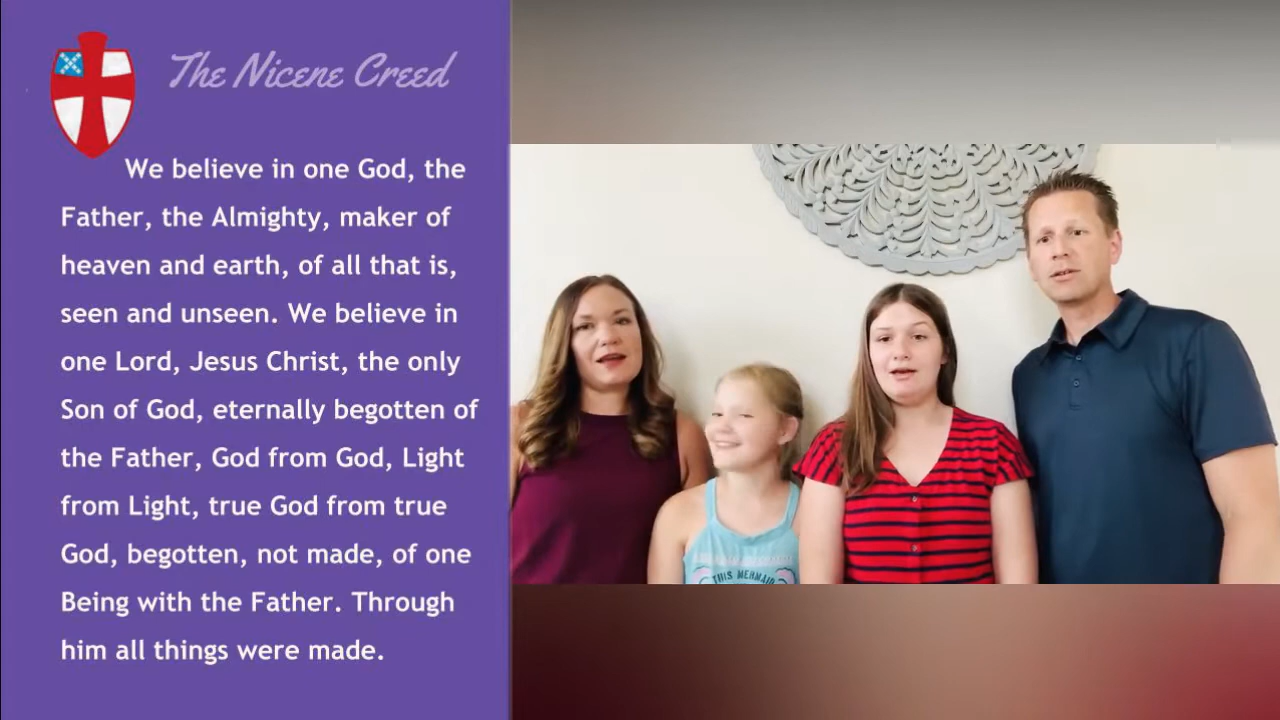 The Nicene Creed
We believe in one God, the
Father, the Almighty, maker of
heaven and earth, of all that is,
seen and unseen. We believe in
one Lord, Jesus Christ, the only
Son of God, eternally begotten of
the Father, God from God, Light
from Light, true God from true
God, begotten, not made, of one
Being with the Father. Through
him all things were made.
THIS MERMAID